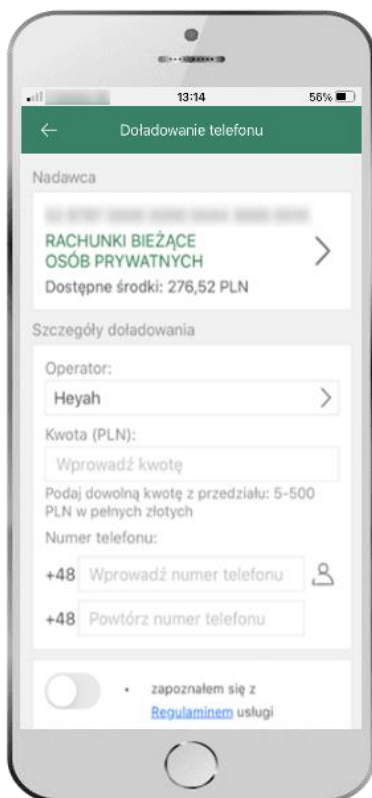 13:14
56%
Doładowanie telefonu
Nadawca
RACHUNKI BIEŻĄCE
OSÓB PRYWATNYCH
Dostępne środki: 276,52 PLN
Szczegóły doładowania
Operator:
Heyah
Kwota (PLN):
Wprowadź kwotę
Podaj dowolną kwotę z przedziału: 5-500
PLN w pełnych złotych
Numer telefonu:
+48 Wprowadź numer telefonu
+48 Powtórz numer telefonu
• zapoznałem się z
Regulaminem usługi